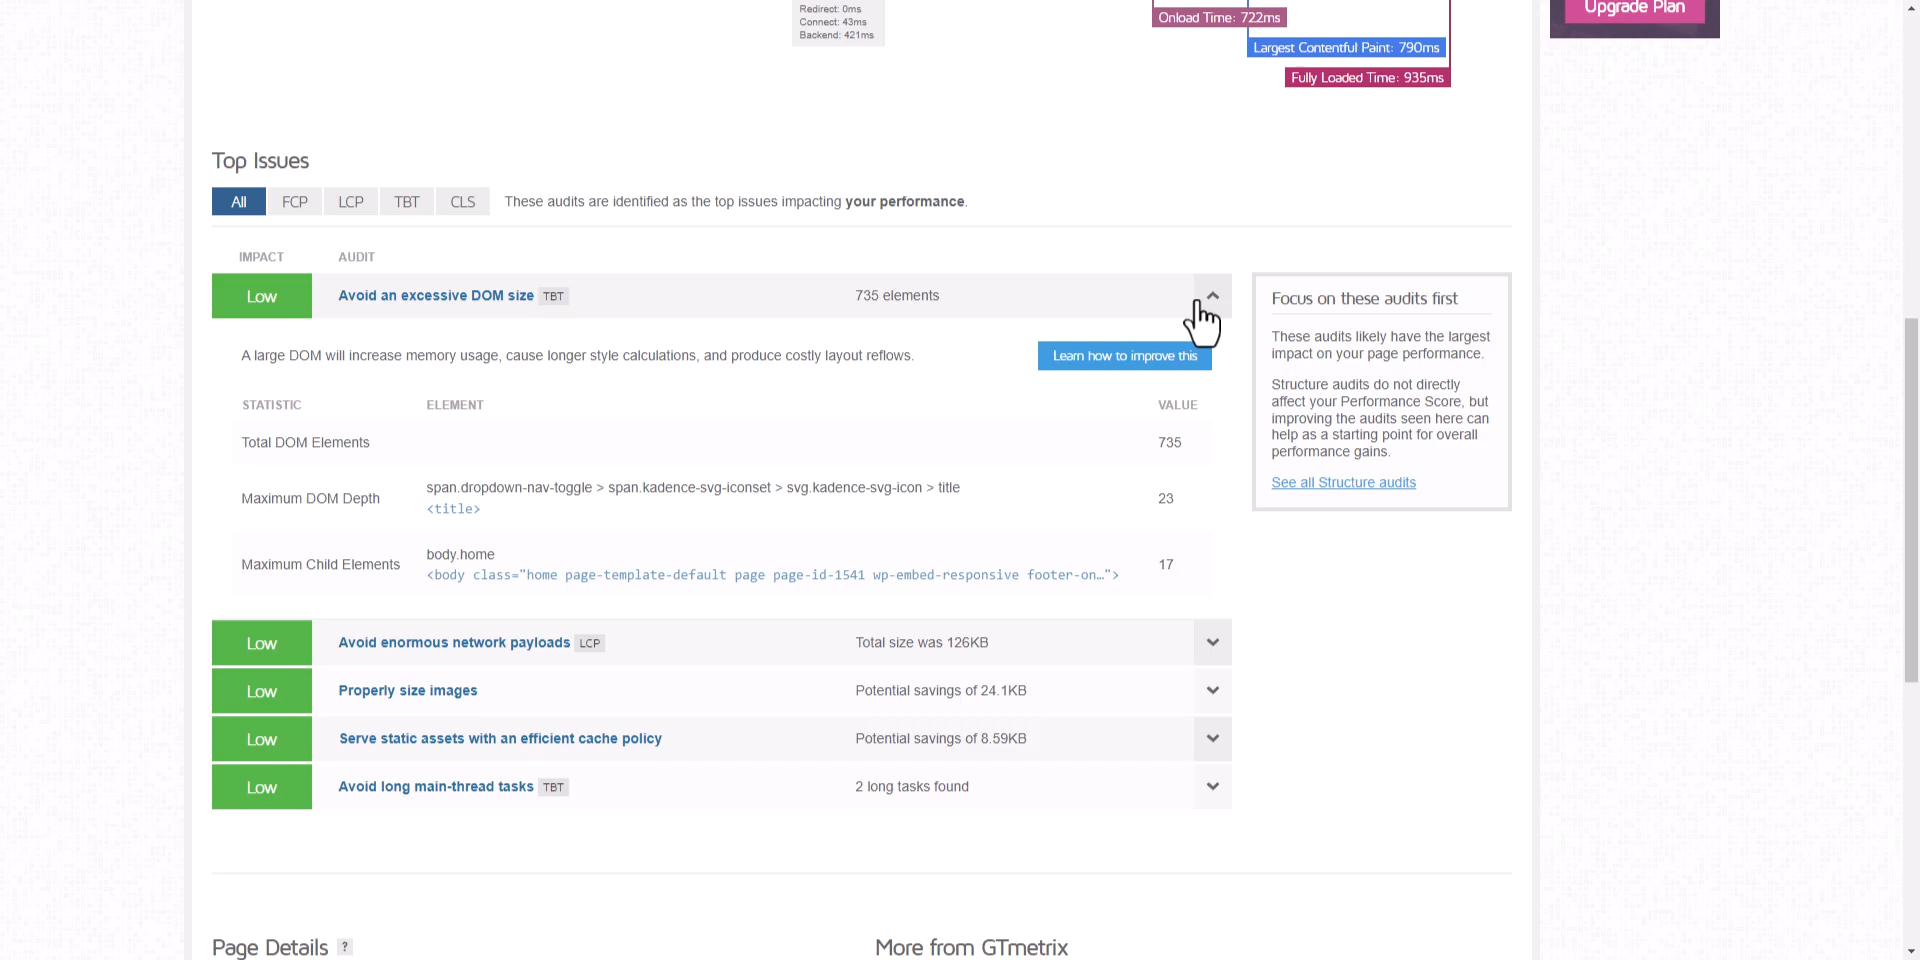 Redirect: 0ms
Connect: 43ms
Backend: 421ms
Onload Time: 722ms
Largest Contentful Paint: 790ms
Fully Loaded Time: 935ms
Upgrade Plan
Top Issues
All FCP LCP TBT CLS These audits are identified as the top issues impacting your performance.
IMPACT AUDIT
Low Avoid an excessive DOM size TBT 735 elements
A large DOM will increase memory usage, cause longer style calculations, and produce costly layout reflows. Learn how to improve this
STATISTIC ELEMENT VALUE
Total DOM Elements 735
Maximum DOM Depth span.dropdown-nav-toggle > span.kadence-svg-iconset > svg.kadence-svg-icon > title 23
<title>
Maximum Child Elements body.home 17
<body class="home page-template-default page page-id-1541 wp-embed-responsive footer-on…">
Low Avoid enormous network payloads LCP Total size was 126KB
Low Properly size images Potential savings of 24.1KB
Low Serve static assets with an efficient cache policy Potential savings of 8.59KB
Low Avoid long main-thread tasks TBT 2 long tasks found
Focus on these audits first
These audits likely have the largest
impact on your page performance.
Structure audits do not directly
affect your Performance Score, but
improving the audits seen here can
help as a starting point for overall
performance gains.
See all Structure audits
Page Details ?
More from GTmetrix